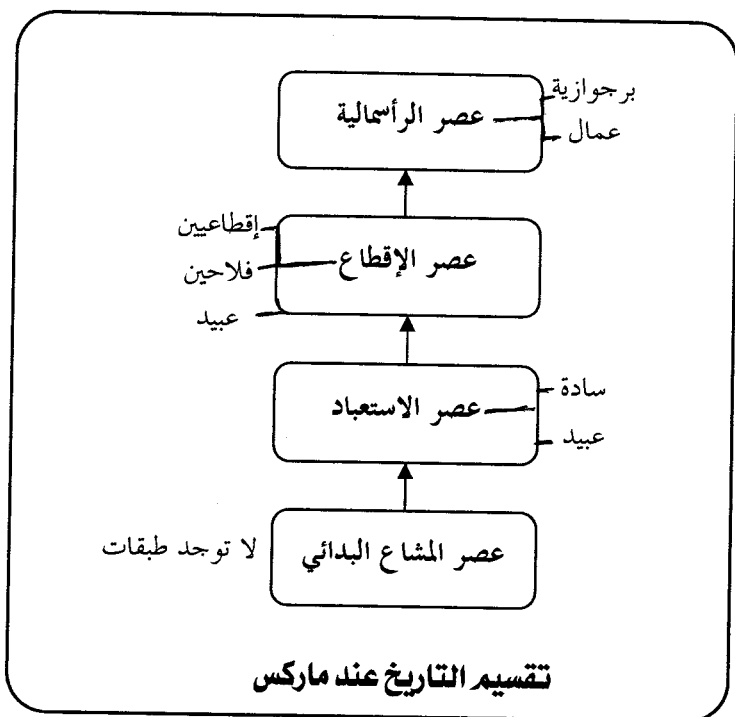 برجوازية
عصر الرأسمالية
عمال
إقطاعيين
عصر الإقطاع
فلاحين
عبيد
سادة
عصر الاستعباد
عبيد
عصر المشاع البدائي
لا توجد طبقات
تقسيم التاريخ عند ماركس